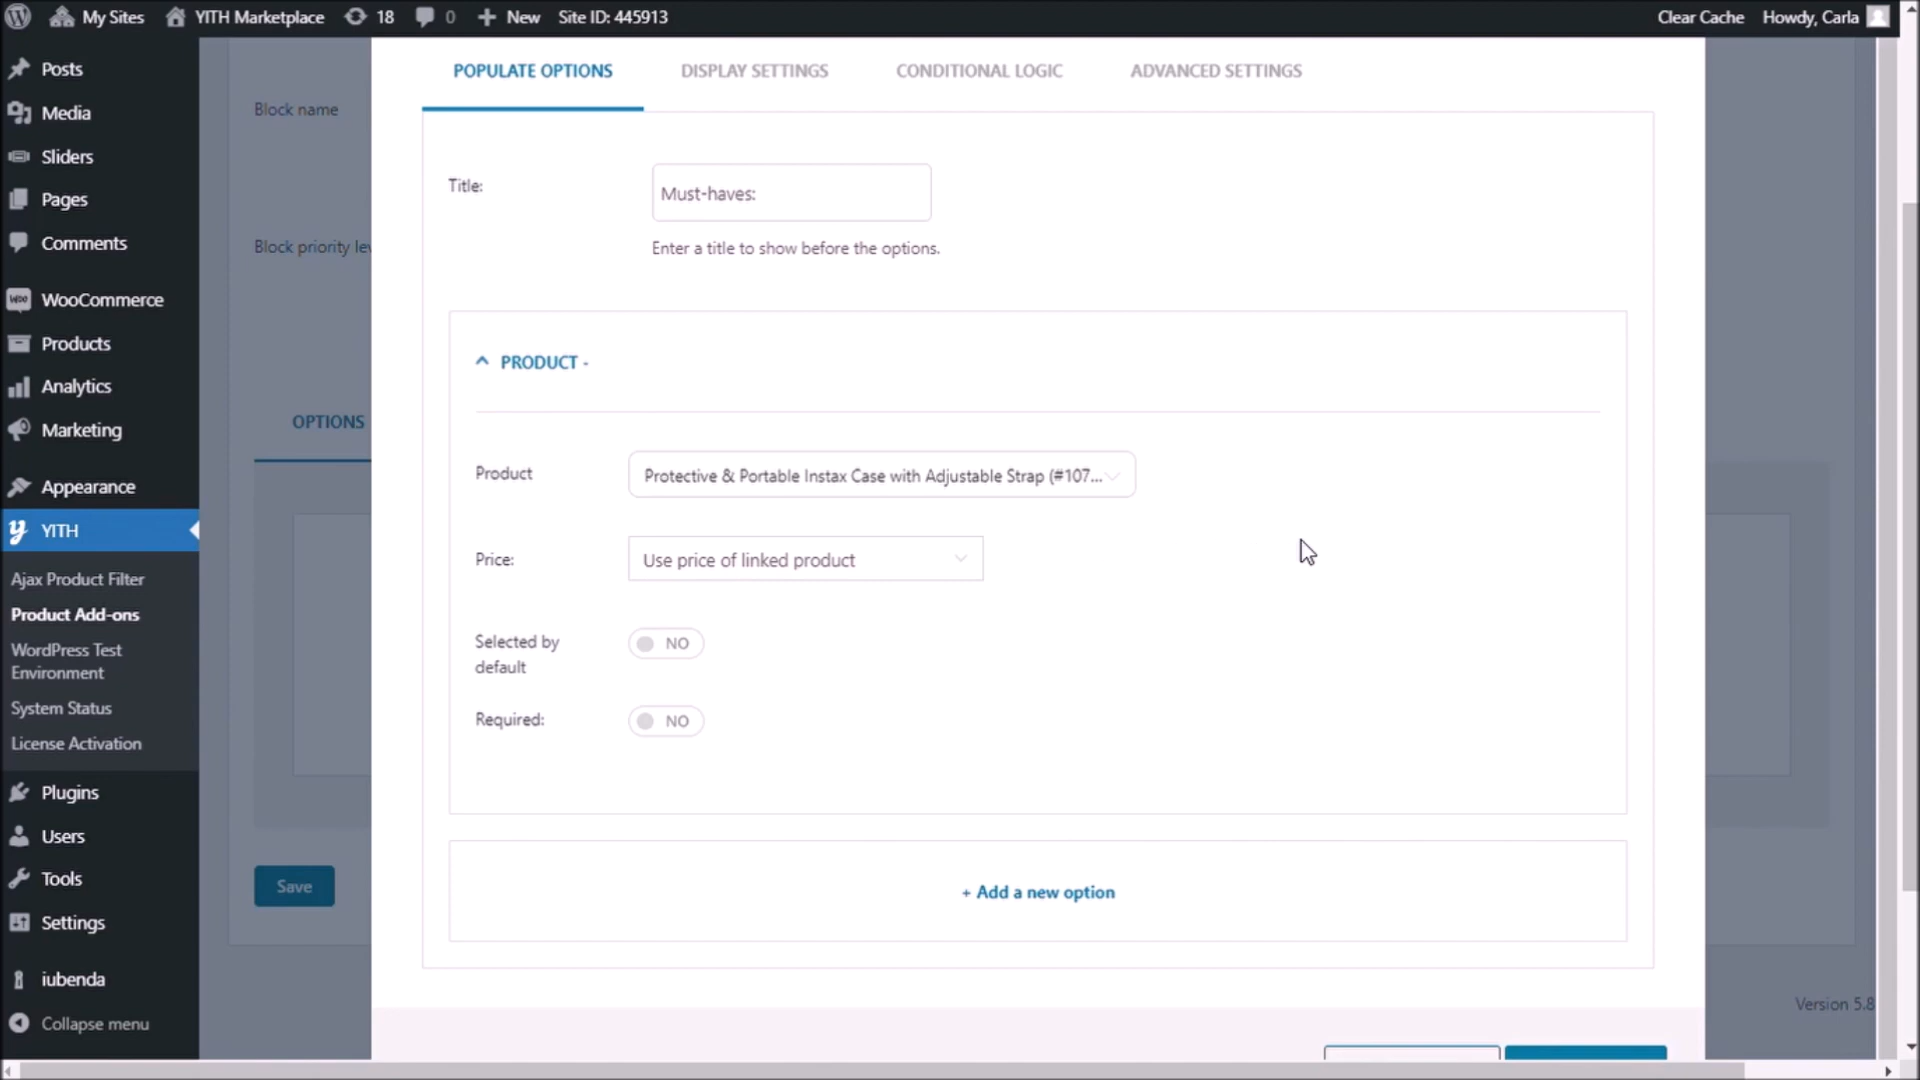 My Sites
YITH Marketplace
18
0
New
Site ID: 445913
Clear Cache
Howdy, Carla
Posts
Media
Sliders
Pages
Comments
WooCommerce
Products
Analytics
Marketing
Appearance
YITH
Ajax Product Filter
Product Add-ons
WordPress Test
Environment
System Status
License Activation
Plugins
Users
Tools
Settings
iubenda
Collapse menu
Block name
Block priority lev
OPTIONS
Save
POPULATE OPTIONS
DISPLAY SETTINGS
CONDITIONAL LOGIC
ADVANCED SETTINGS
Title:
Must-haves:
Enter a title to show before the options.
PRODUCT -
Product
Protective & Portable Instax Case with Adjustable Strap (#107...
Price:
Use price of linked product
Selected by
default
NO
Required:
NO
+ Add a new option
Version 5.8